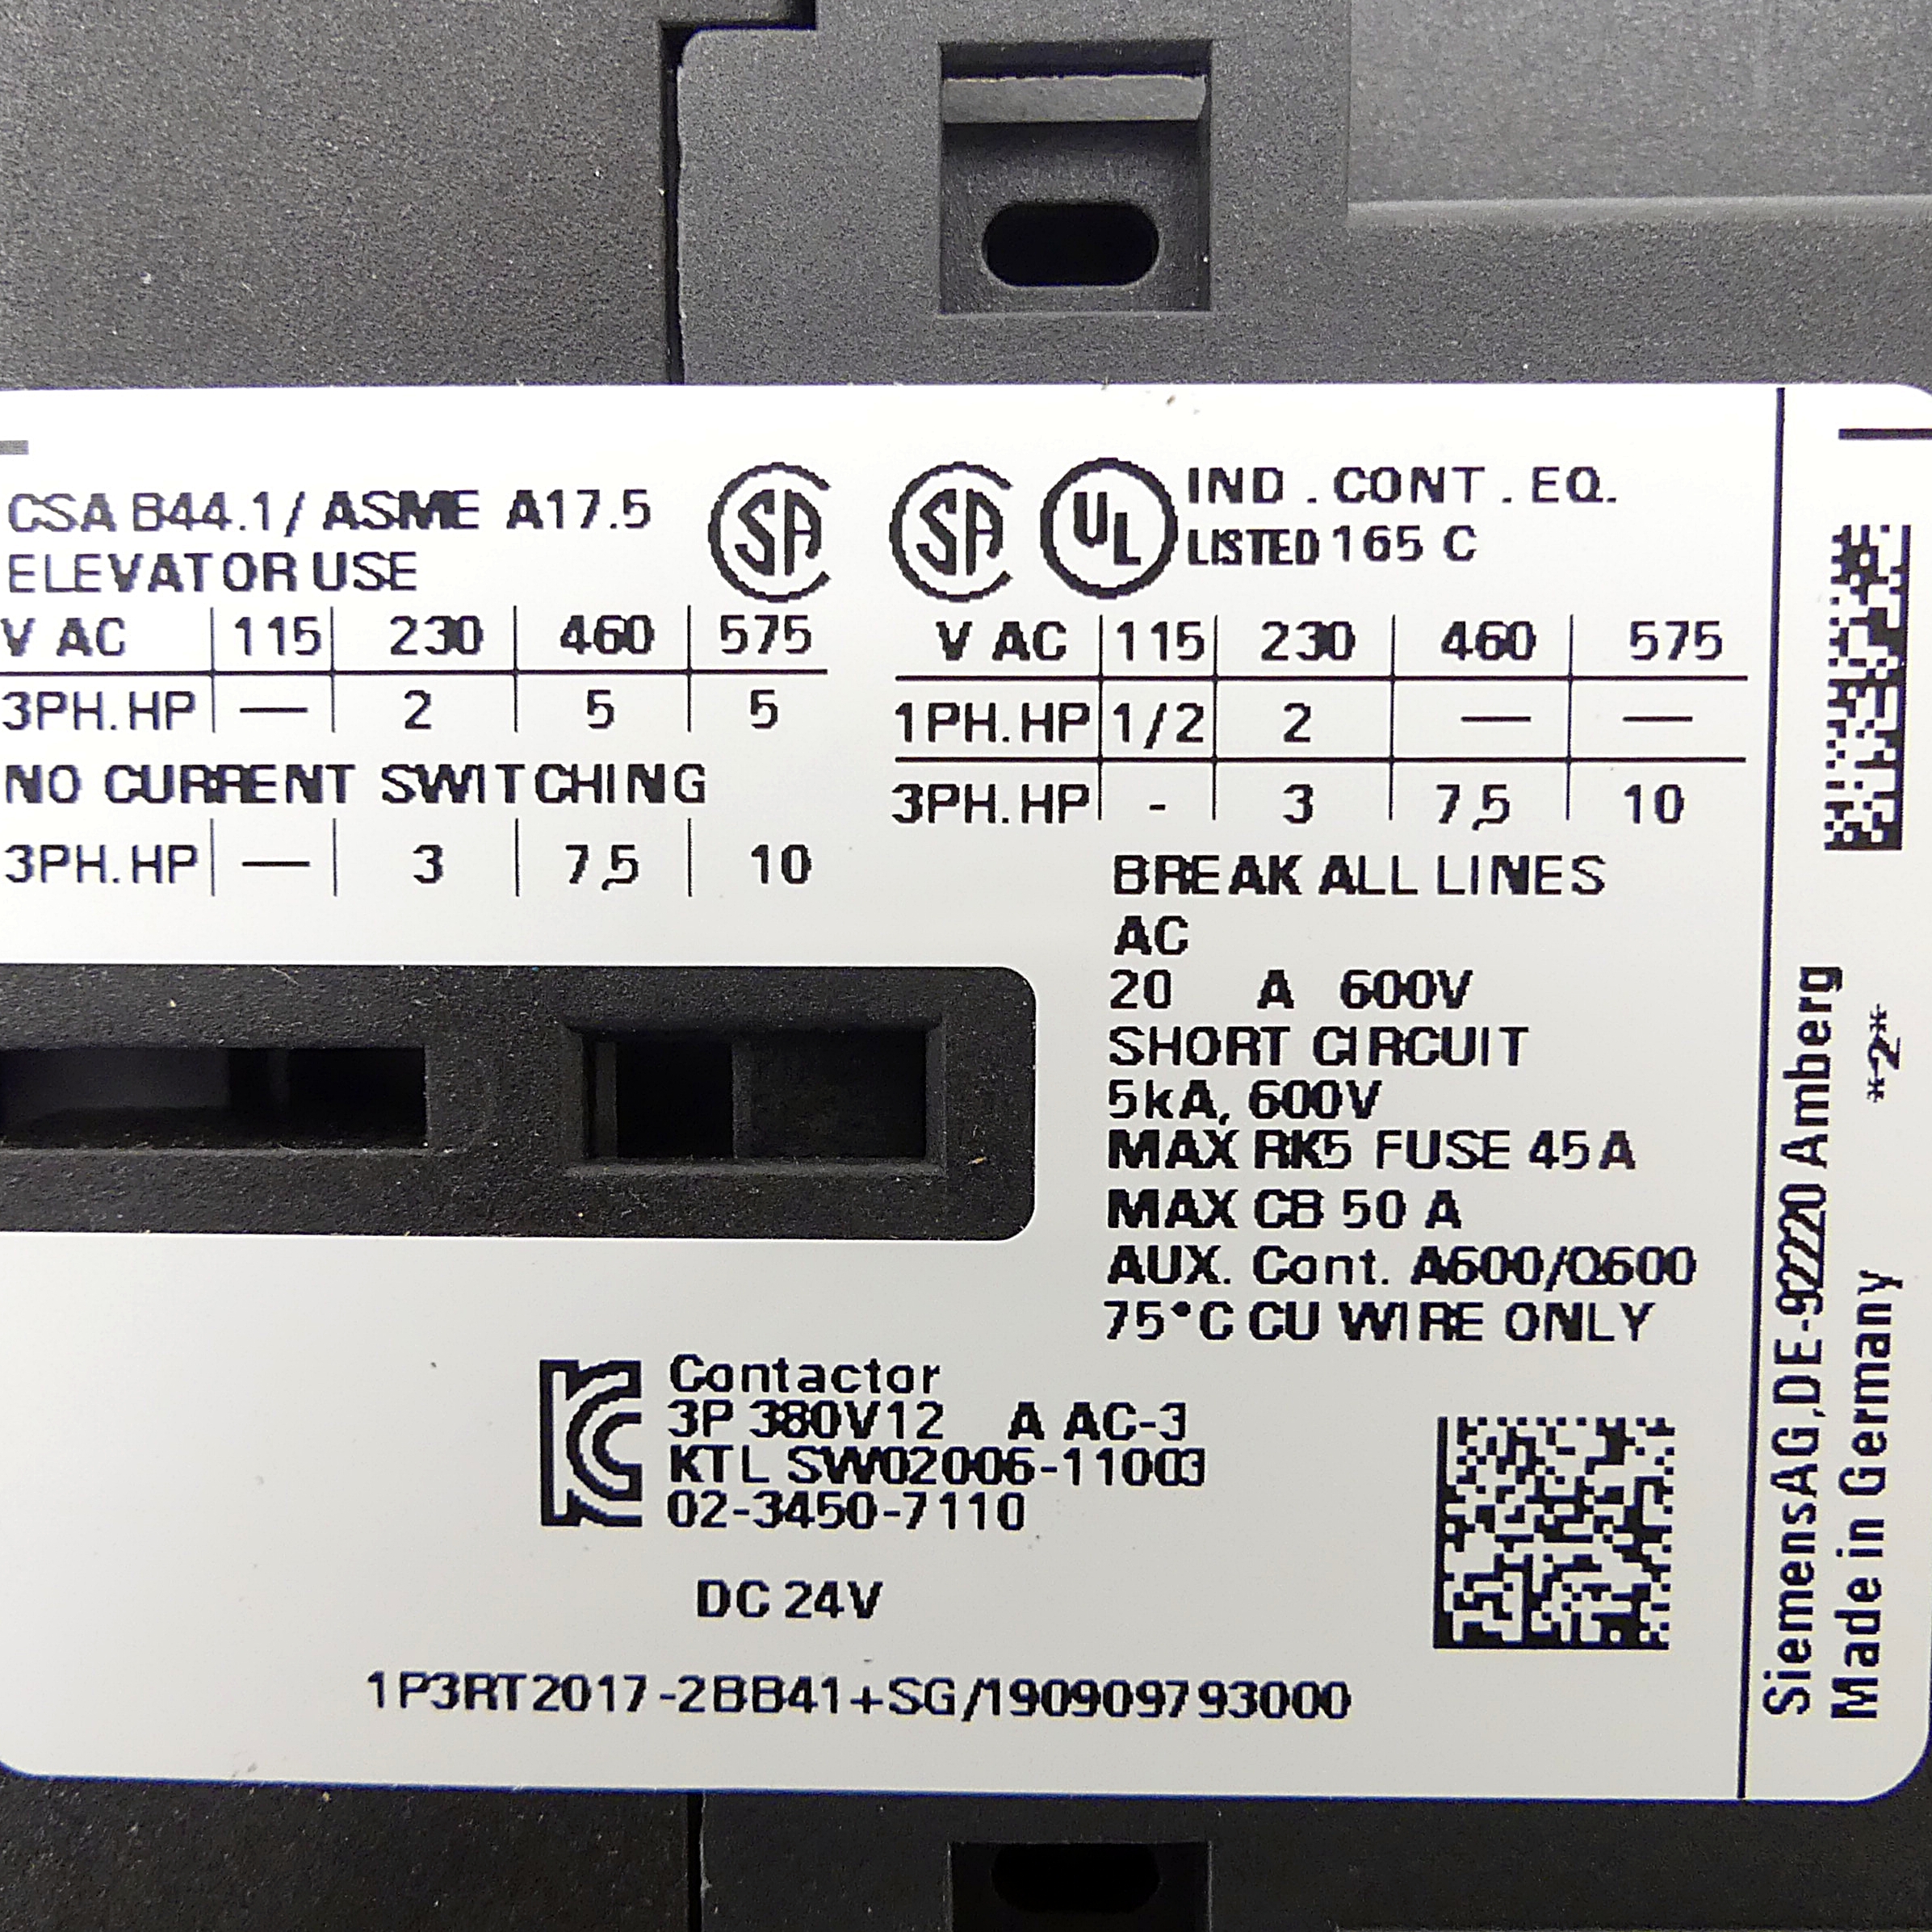 CSA B44.1/ ASME A17.5
ELEVATOR USE
V AC 115 230 460 575
3PH.HP — 2 5 5
NO CURRENT SWITCHING
3PH.HP — 3 7,5 10
SA
SA
UL
IND . CONT . EQ.
LISTED 165 C
V AC 115 230 460 575
1PH.HP 1/2 2 — —
3PH.HP - 3 7,5 10
BREAK ALL LINES
AC
20 A 600V
SHORT CIRCUIT
5kA, 600V
MAX RK5 FUSE 45A
MAX CB 50 A
AUX. Cont. A600/Q600
75°C CU WIRE ONLY
Contactor
3P 380V12 A AC-3
KTL SW02006-11003
02-3450-7110
DC 24V
1P3RT2017-2BB41+SG/190909793000
SiemensAG,DE-92220 Amberg
Made in Germany *2*